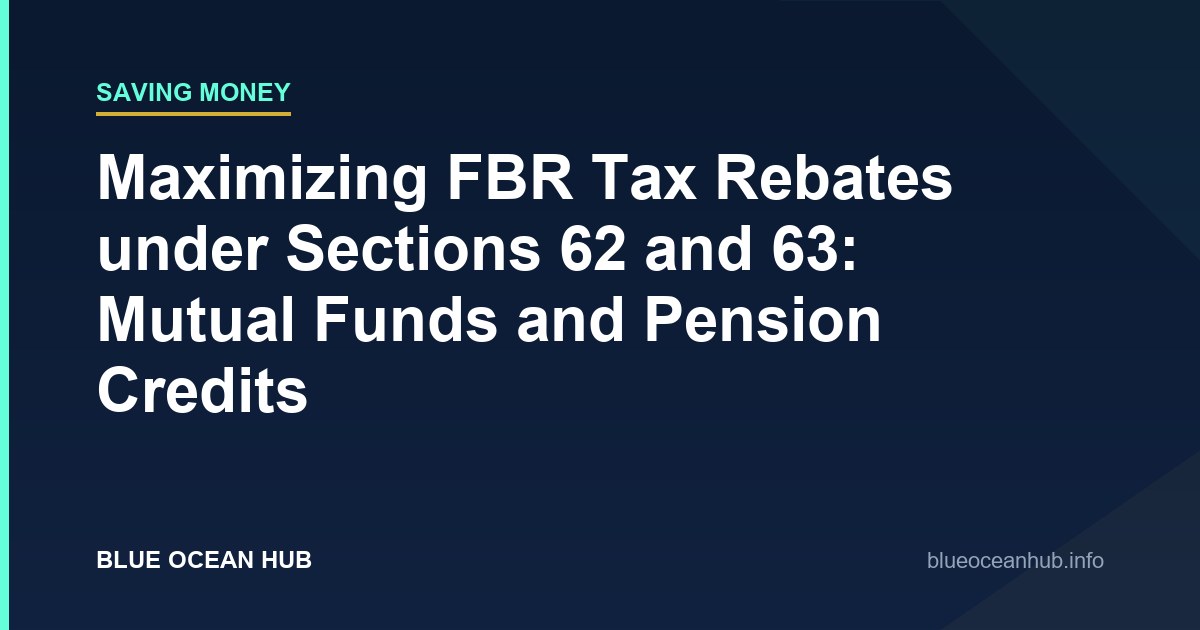 SAVING MONEY
Maximizing FBR Tax Rebates
under Sections 62 and 63:
Mutual Funds and Pension
Credits
BLUE OCEAN HUB
blueoceanhub.info